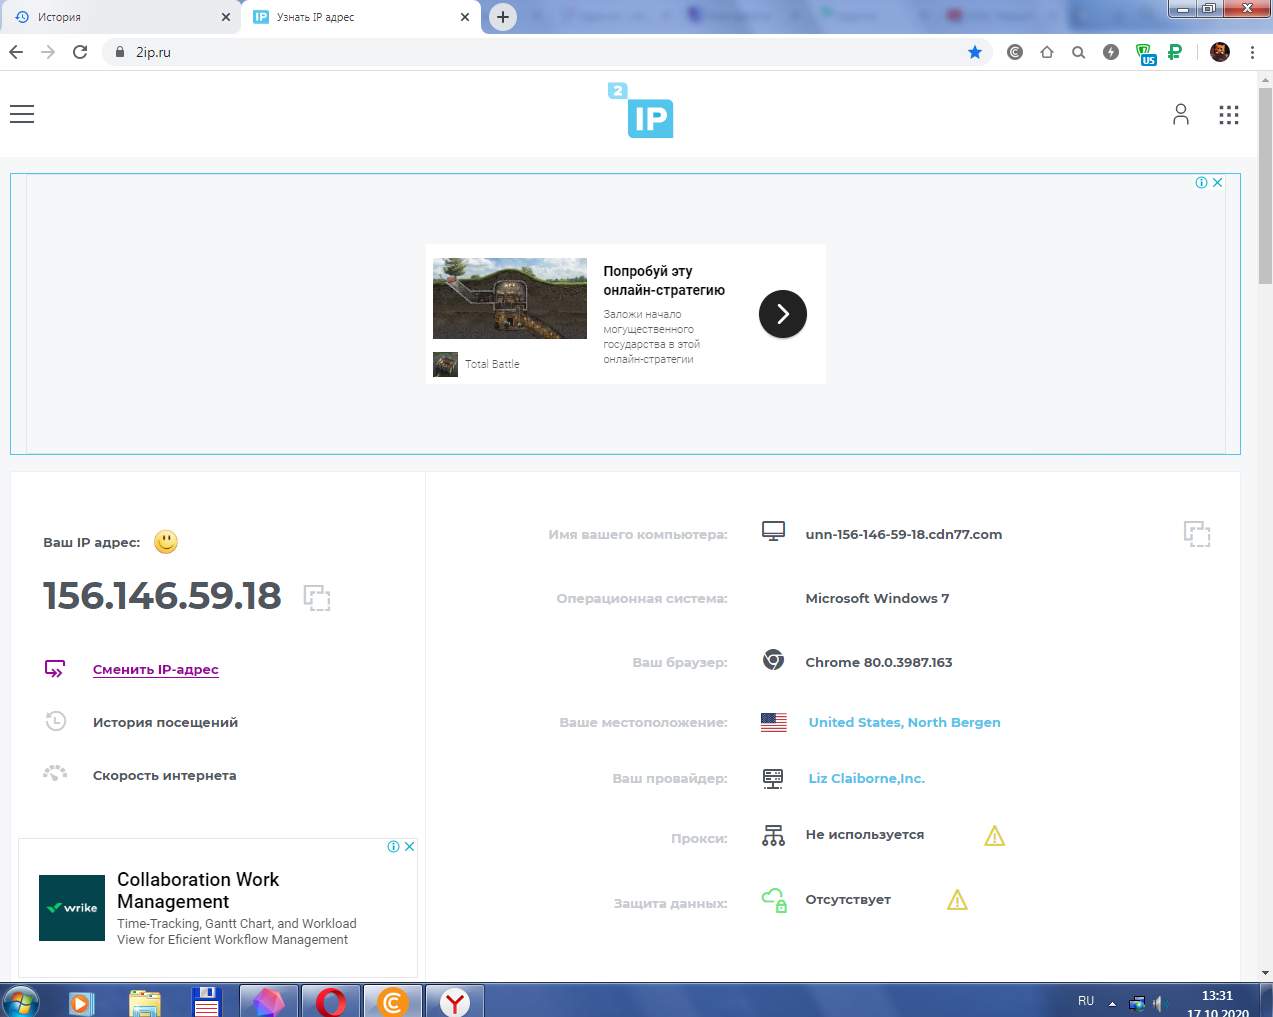 История
Узнать IP адрес
2ip.ru
US
2
IP
Попробуй эту
онлайн-стратегию
Заложи начало
могущественного
государства в этой
онлайн-стратегии
Total Battle
Ваш IP адрес:
156.146.59.18
Сменить IP-адрес
История посещений
Скорость интернета
Имя вашего компьютера:
unn-156-146-59-18.cdn77.com
Операционная система:
Microsoft Windows 7
Ваш браузер:
Chrome 80.0.3987.163
Ваше местоположение:
United States, North Bergen
Ваш провайдер:
Liz Claiborne,Inc.
Прокси:
Не используется
Защита данных:
Отсутствует
wrike
Collaboration Work
Management
Time-Tracking, Gantt Chart, and Workload
View for Eficient Workflow Management
RU
13:31
17.10.2020